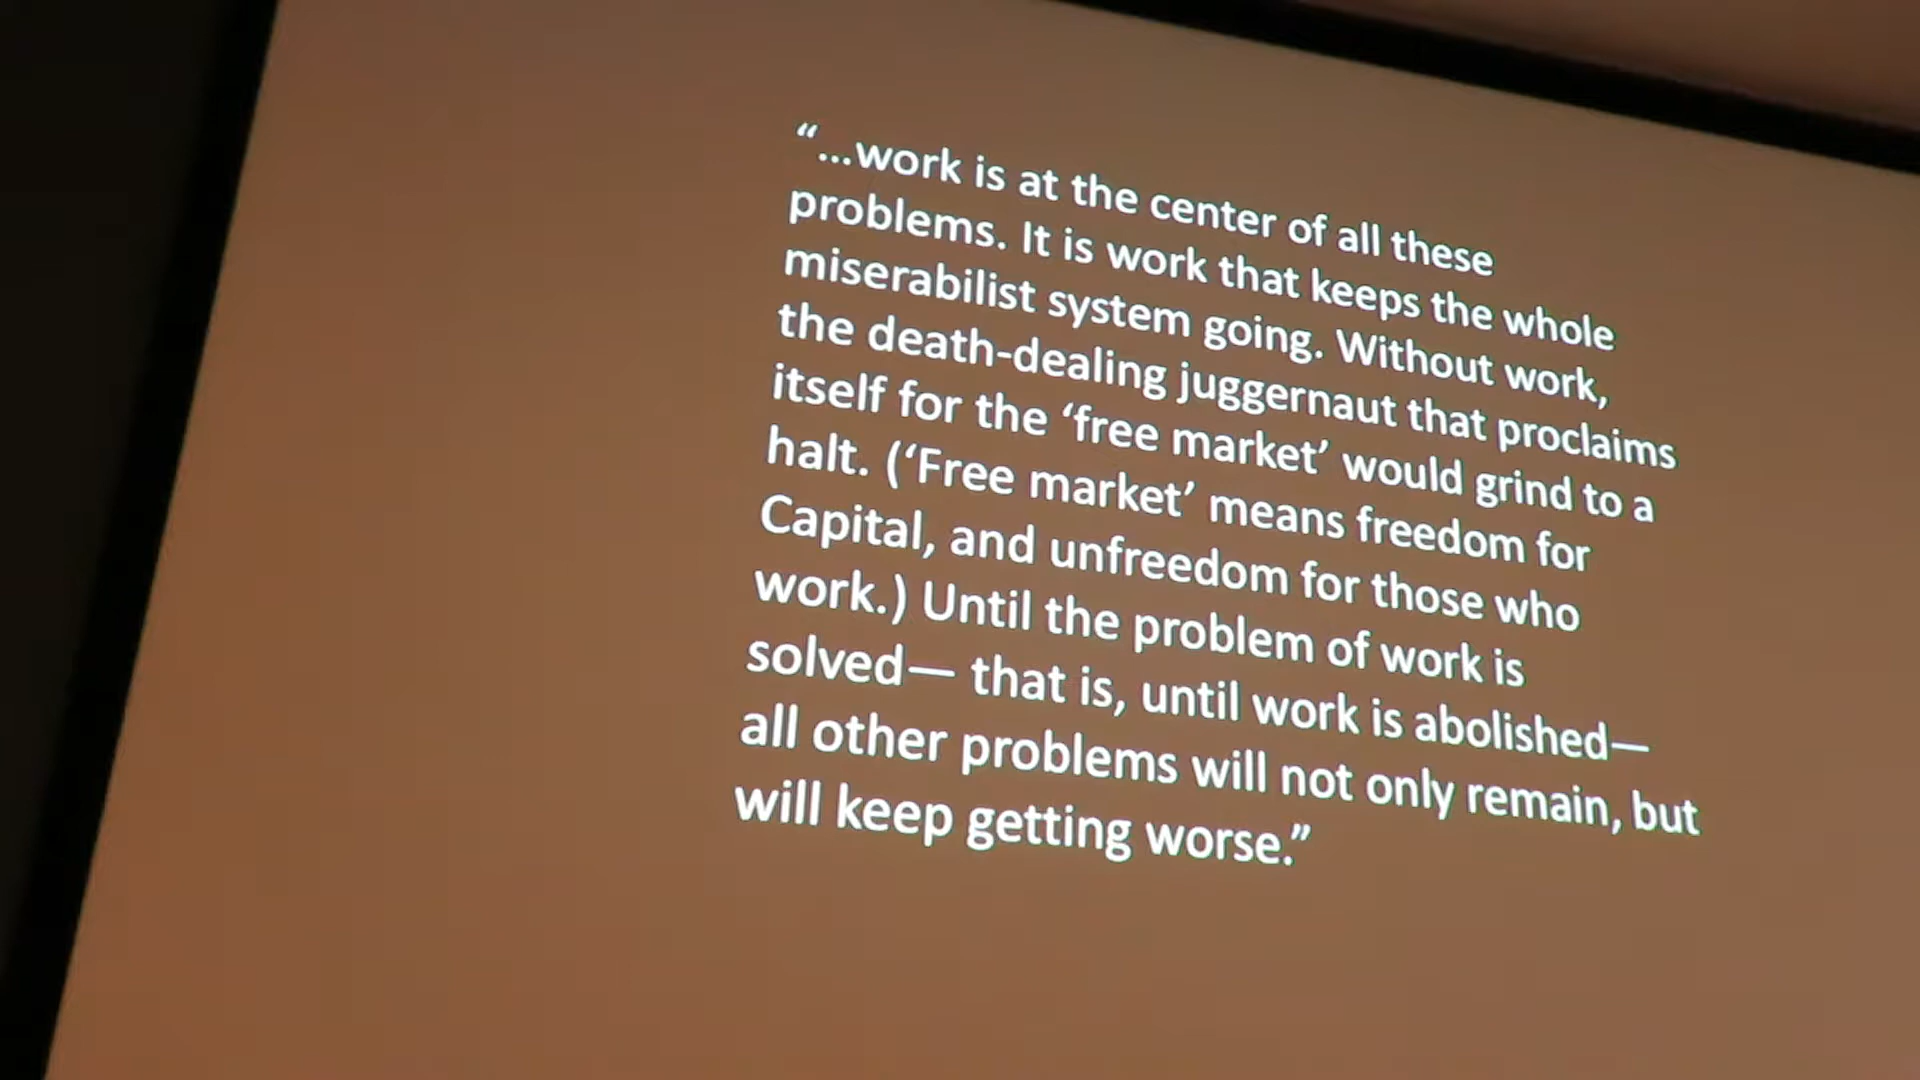 “...work is at the center of all these
problems. It is work that keeps the whole
miserabilist system going. Without work,
the death-dealing juggernaut that proclaims
itself for the ‘free market’ would grind to a
halt. (‘Free market’ means freedom for
Capital, and unfreedom for those who
work.) Until the problem of work is
solved— that is, until work is abolished—
all other problems will not only remain, but
will keep getting worse.”